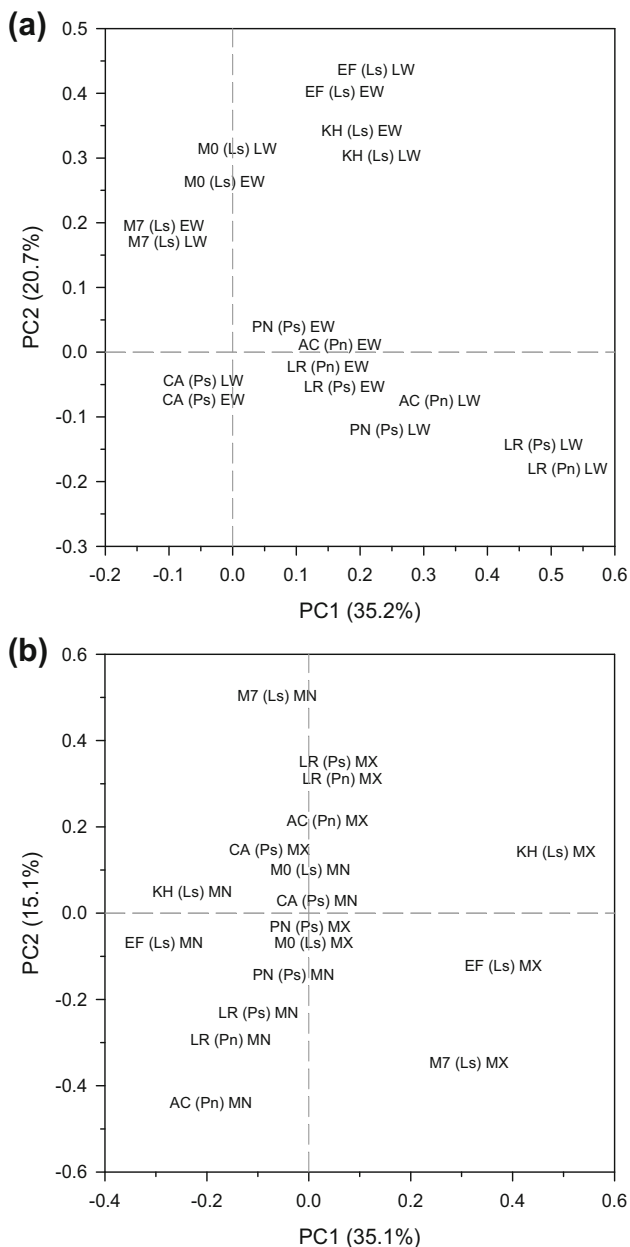 (a)
0.5
EF (Ls) LW
0.4
EF (Ls) EW
KH (Ls) EW
M0 (Ls) LW
KH (Ls) LW
0.3
M0 (Ls) EW
0.2
M7 (Ls) EW
M7 (Ls) LW
PC2 (20.7%)
0.1
PN (Ps) EW
AC (Pn) EW
0.0
LR (Pn) EW
CA (Ps) LW
LR (Ps) EW
CA (Ps) EW
AC (Pn) LW
-0.1
PN (Ps) LW
LR (Ps) LW
LR (Pn) LW
-0.2
-0.3
-0.2 -0.1 0.0 0.1 0.2 0.3 0.4 0.5 0.6
PC1 (35.2%)
(b)
0.6
M7 (Ls) MN
0.4
LR (Ps) MX
LR (Pn) MX
AC (Pn) MX
0.2
CA (Ps) MX
KH (Ls) MX
M0 (Ls) MN
KH (Ls) MN
CA (Ps) MN
PC2 (15.1%)
0.0
PN (Ps) MX
EF (Ls) MN
M0 (Ls) MX
EF (Ls) MX
PN (Ps) MN
-0.2
LR (Ps) MN
LR (Pn) MN
M7 (Ls) MX
-0.4
AC (Pn) MN
-0.6
-0.4 -0.2 0.0 0.2 0.4 0.6
PC1 (35.1%)